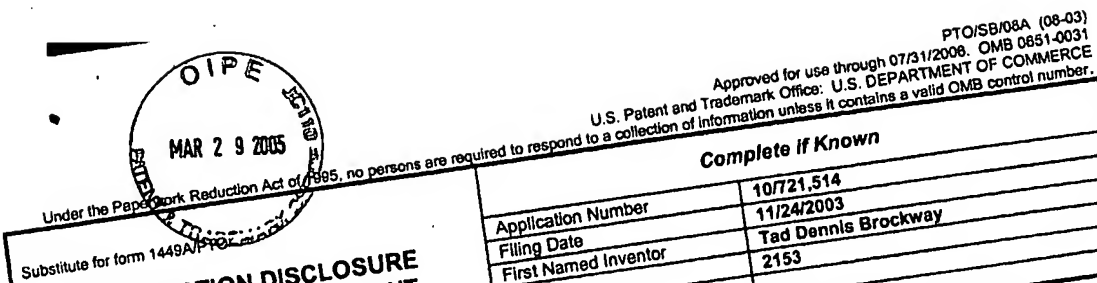 PTO/SB/08A (08-03)
Approved for use through 07/31/2006. OMB 0651-0031
U.S. Patent and Trademark Office: U.S. DEPARTMENT OF COMMERCE
Under the Paperwork Reduction Act of 1995, no persons are required to respond to a collection of information unless it contains a valid OMB control number.
OIPE
JC113
MAR 2 9 2005
Substitute for form 1449A/PTO
DISCLOSURE
Complete if Known
Application Number 10/721,514
Filing Date 11/24/2003
First Named Inventor Tad Dennis Brockway
2153